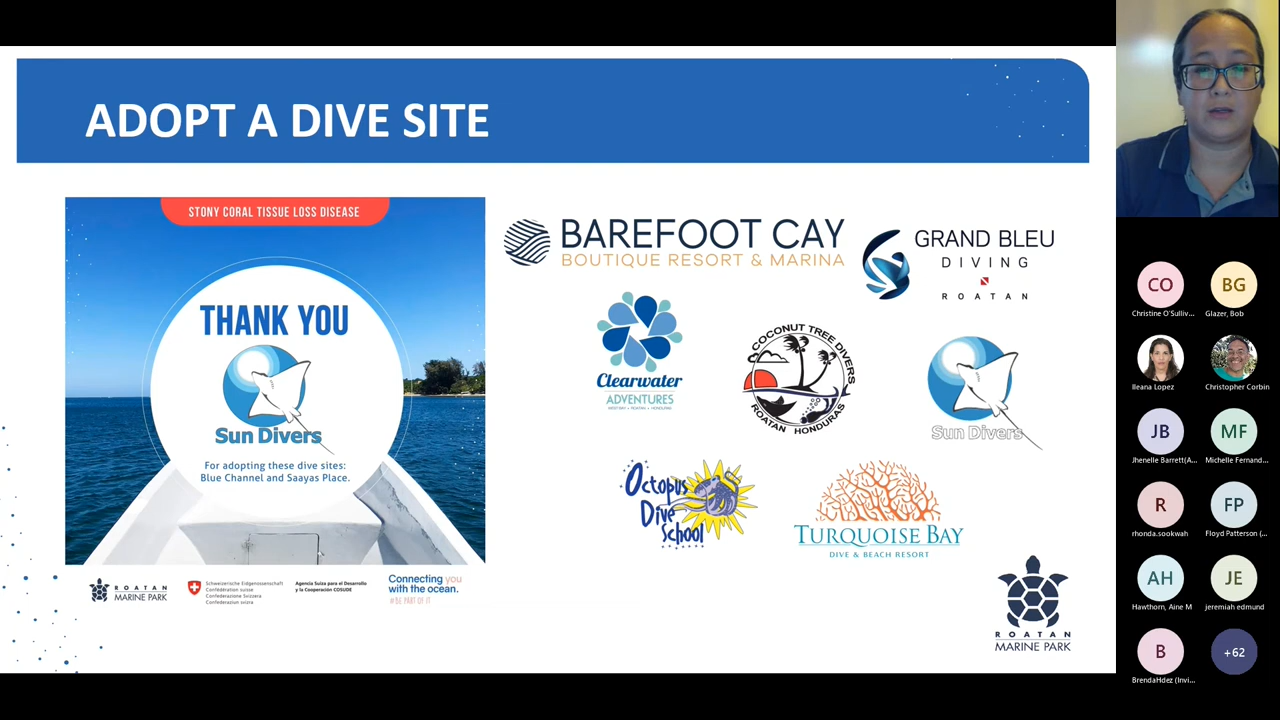 ADOPT A DIVE SITE
STONY CORAL TISSUE LOSS DISEASE
THANK YOU
Sun Divers
For adopting these dive sites:
Blue Channel and Saayas Place.
ROATAN
MARINE PARK
Schweizerische Eidgenossenschaft
Confédération suisse
Confederazione Svizzera
Confederaziun svizra
Agencia Suiza para el Desarrollo
y la Cooperación COSUDE
Connecting you
with the ocean.
#BE PART OF IT
BAREFOOT CAY
BOUTIQUE RESORT & MARINA
GRAND BLEU
DIVING
ROATAN
Clearwater
ADVENTURES
COCONUT TREE DIVERS
ROATAN HONDURAS
Sun Divers
Octopus
Dive
School
TURQUOISE BAY
DIVE & BEACH RESORT
ROATAN
MARINE PARK
CO
BG
Christine O'Sulliv...
Glazer, Bob
Ileana Lopez
Christopher Corbin
JB
MF
Jhenelle Barrett(A...
Michelle Fernand...
R
FP
rhonda.sookwah
Floyd Patterson (...
AH
JE
Hawthorn, Aine M
jeremiah edmund
B
+62
BrendaHdez (Invi...